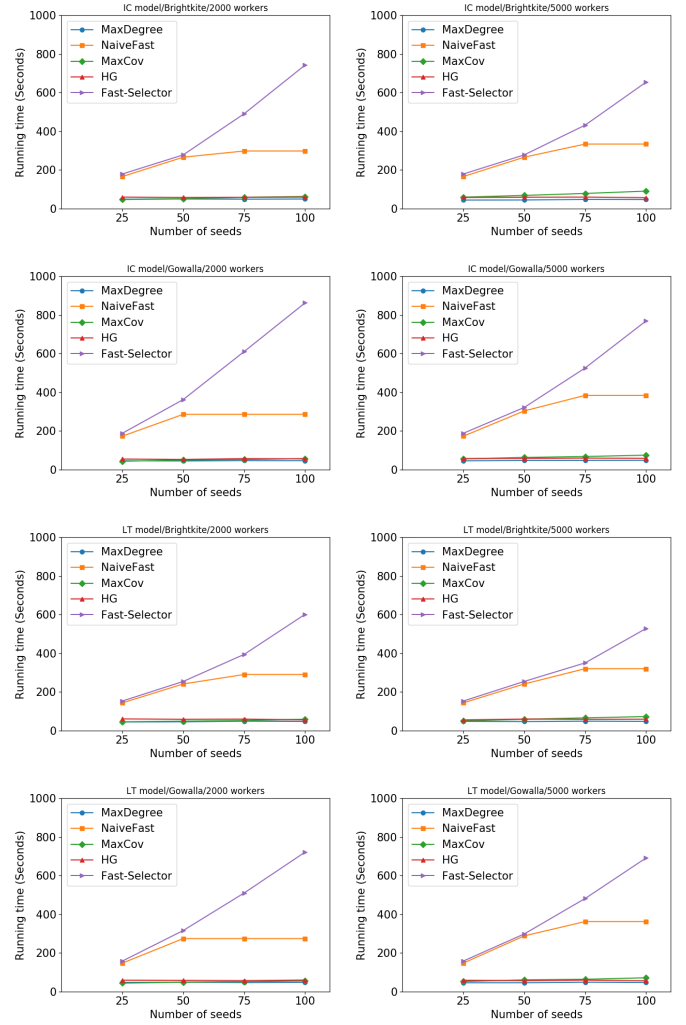 IC model/Brightkite/2000 workers
1000
800
600
400
200
0
Running time (Seconds)
MaxDegree
NaiveFast
MaxCov
HG
Fast-Selector
25 50 75 100
Number of seeds
IC model/Brightkite/5000 workers
1000
800
600
400
200
0
Running time (Seconds)
MaxDegree
NaiveFast
MaxCov
HG
Fast-Selector
25 50 75 100
Number of seeds
IC model/Gowalla/2000 workers
1000
800
600
400
200
0
Running time (Seconds)
MaxDegree
NaiveFast
MaxCov
HG
Fast-Selector
25 50 75 100
Number of seeds
IC model/Gowalla/5000 workers
1000
800
600
400
200
0
Running time (Seconds)
MaxDegree
NaiveFast
MaxCov
HG
Fast-Selector
25 50 75 100
Number of seeds
LT model/Brightkite/2000 workers
1000
800
600
400
200
0
Running time (Seconds)
MaxDegree
NaiveFast
MaxCov
HG
Fast-Selector
25 50 75 100
Number of seeds
LT model/Brightkite/5000 workers
1000
800
600
400
200
0
Running time (Seconds)
MaxDegree
NaiveFast
MaxCov
HG
Fast-Selector
25 50 75 100
Number of seeds
LT model/Gowalla/2000 workers
1000
800
600
400
200
0
Running time (Seconds)
MaxDegree
NaiveFast
MaxCov
HG
Fast-Selector
25 50 75 100
Number of seeds
LT model/Gowalla/5000 workers
1000
800
600
400
200
0
Running time (Seconds)
MaxDegree
NaiveFast
MaxCov
HG
Fast-Selector
25 50 75 100
Number of seeds